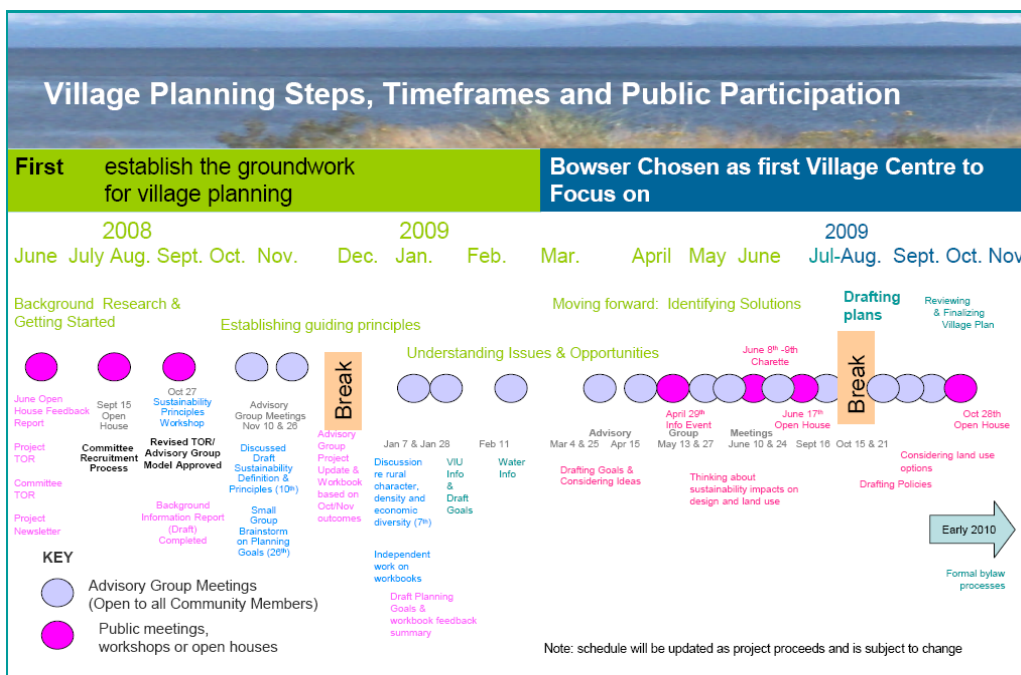 Village Planning Steps, Timeframes and Public Participation
First establish the groundwork
for village planning
Bowser Chosen as first Village Centre to
Focus on
2008
2009
2009
June July Aug. Sept. Oct. Nov. Dec. Jan. Feb. Mar. April May June Jul-Aug. Sept. Oct. Nov
Background Research &
Getting Started
Establishing guiding principles
Understanding Issues & Opportunities
Moving forward: Identifying Solutions
Drafting
plans
Reviewing
& Finalizing
Village Plan
June Open
House Feedback
Report
Project
TOR
Committee
TOR
Project
Newsletter
Sept 15
Open
House
Committee
Recruitment
Process
Oct 27
Sustainability
Principles
Workshop
Revised TOR/
Advisory Group
Model Approved
Background
Information Report
(Draft)
Completed
Advisory
Group Meetings
Nov 10 & 26
Discussed
Draft
Sustainability
Definition &
Principles (10th)
Small
Group
Brainstorm
on Planning
Goals (26th)
Break
Advisory
Group
Project
Update &
Workbook
based on
Oct/Nov
outcomes
Jan 7 & Jan 28
Discussion
re rural
character,
density and
economic
diversity (7th)
Independent
work on
workbooks
Draft Planning
Goals &
workbook feedback
summary
VIU
Info
&
Draft
Goals
Feb 11
Water
Info
June 8th -9th
Charette
April 29th
Info Event
June 17th
Open House
Break
Oct 28th
Open House
Advisory Group Meetings
Mar 4 & 25 Apr 15 May 13 & 27 June 10 & 24 Sept 16 Oct 15 & 21
Drafting Goals &
Considering Ideas
Thinking about
sustainability impacts on
design and land use
Considering land use
options
Drafting Policies
Early 2010
Formal bylaw
processes
KEY
Advisory Group Meetings
(Open to all Community Members)
Public meetings,
workshops or open houses
Note: schedule will be updated as project proceeds and is subject to change